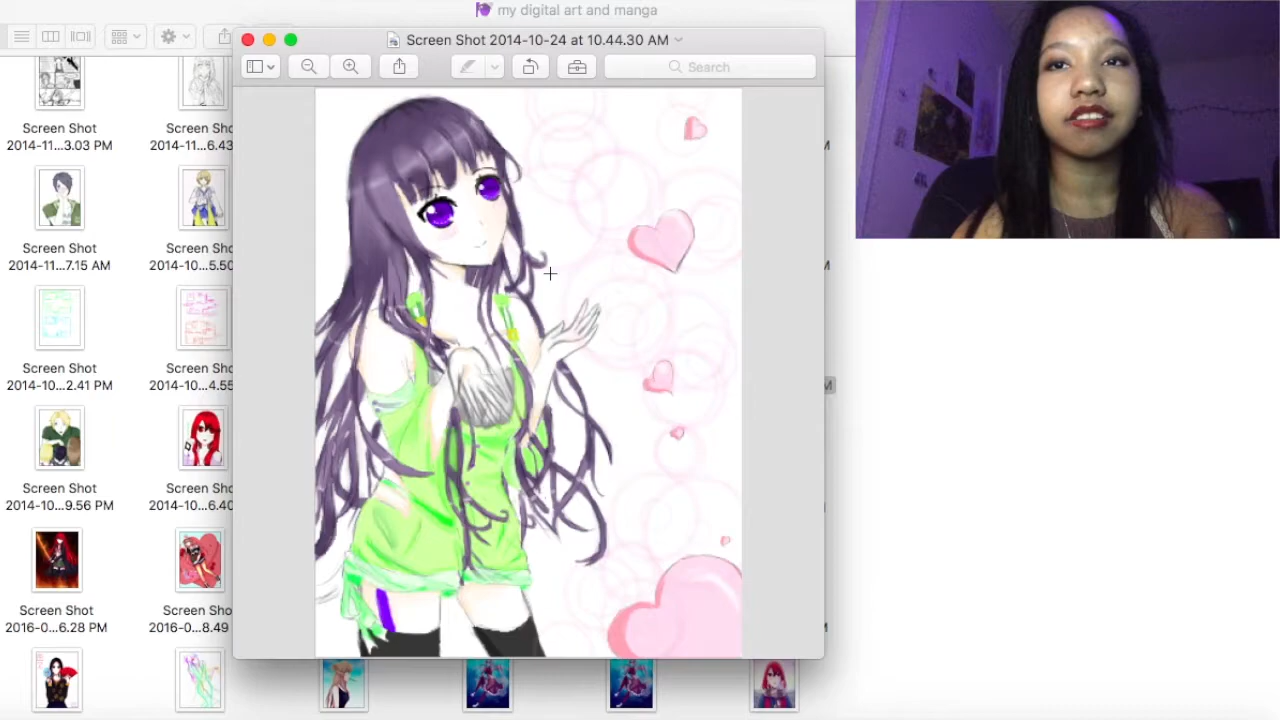 my digital art and manga
Screen Shot 2014-10-24 at 10.44.30 AM
Search
Screen Shot
2014-11...3.03 PM
Screen Shot
2014-11...6.43
Screen Shot
2014-11...7.15 AM
Screen Shot
2014-10...5.50
Screen Shot
2014-10...2.41 PM
Screen Shot
2014-10...4.55
Screen Shot
2014-10...9.56 PM
Screen Shot
2014-10...6.40
Screen Shot
2016-0...6.28 PM
Screen Shot
2016-0...8.49
M
M
M
M